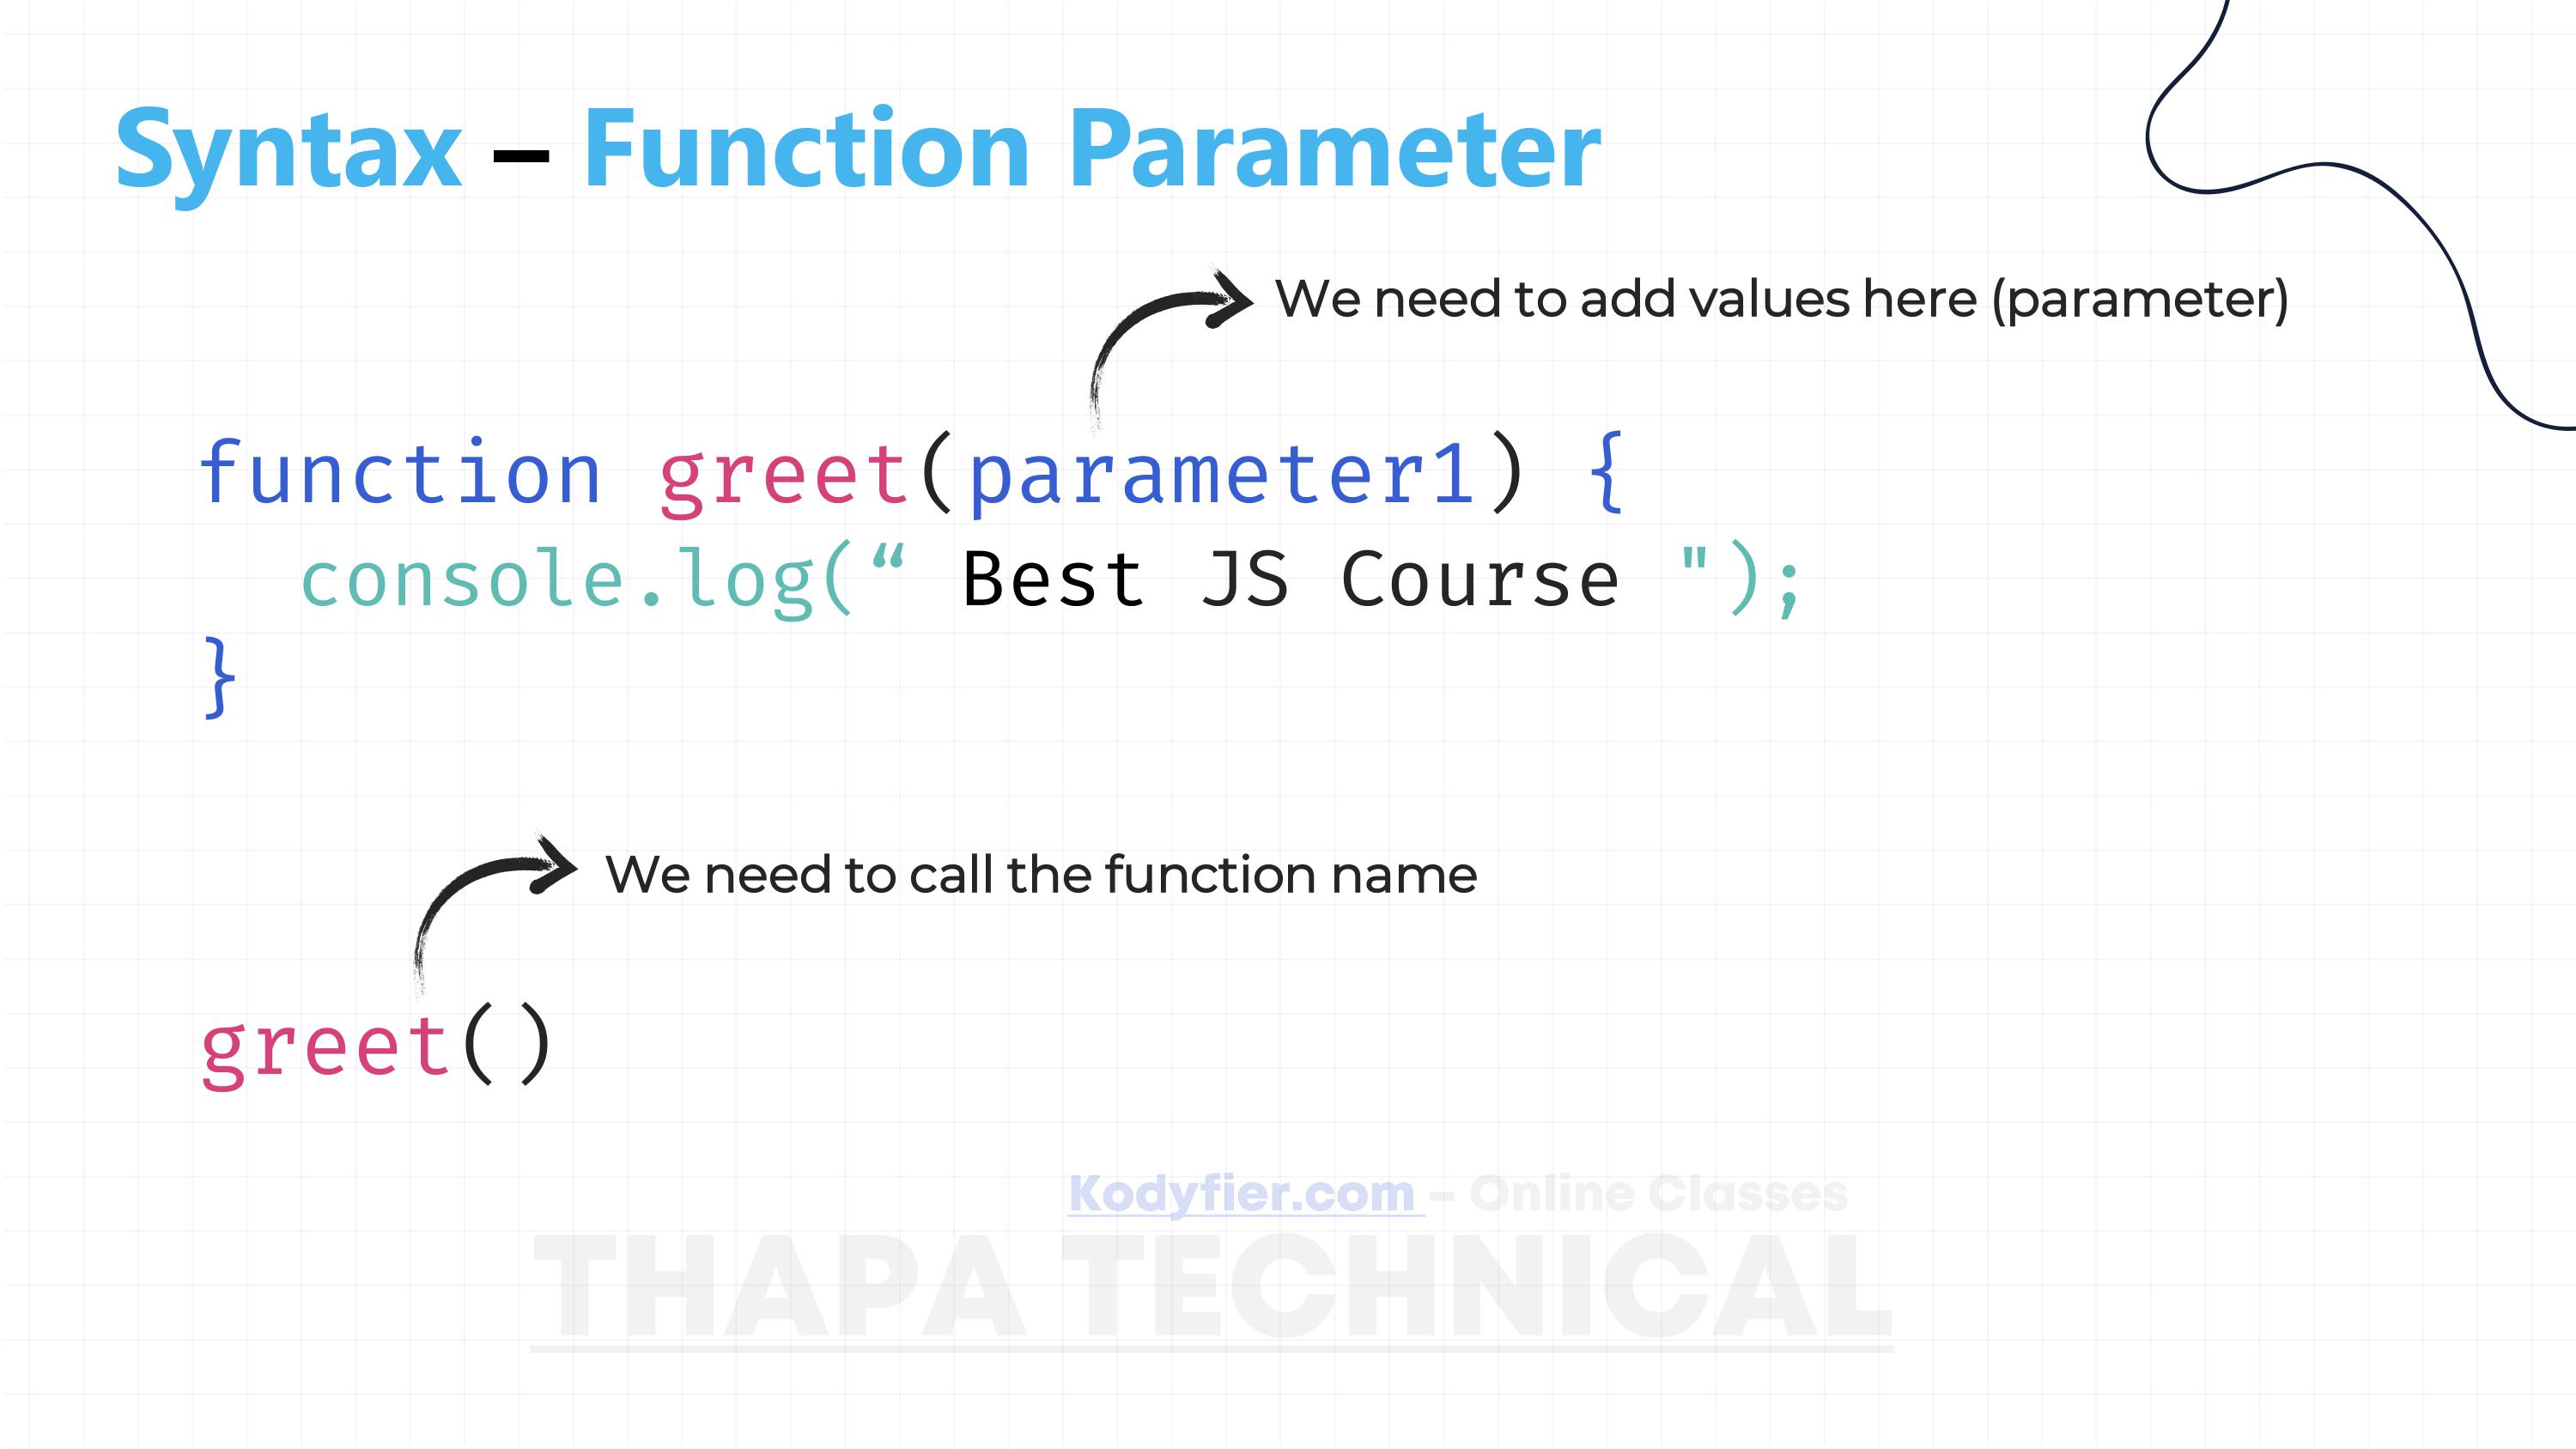 Syntax – Function Parameter
We need to add values here (parameter)
function greet(parameter1) {
console.log(“ Best JS Course ");
}
We need to call the function name
greet()
Kodyfier.com – Online Classes
THAPA TECHNICAL